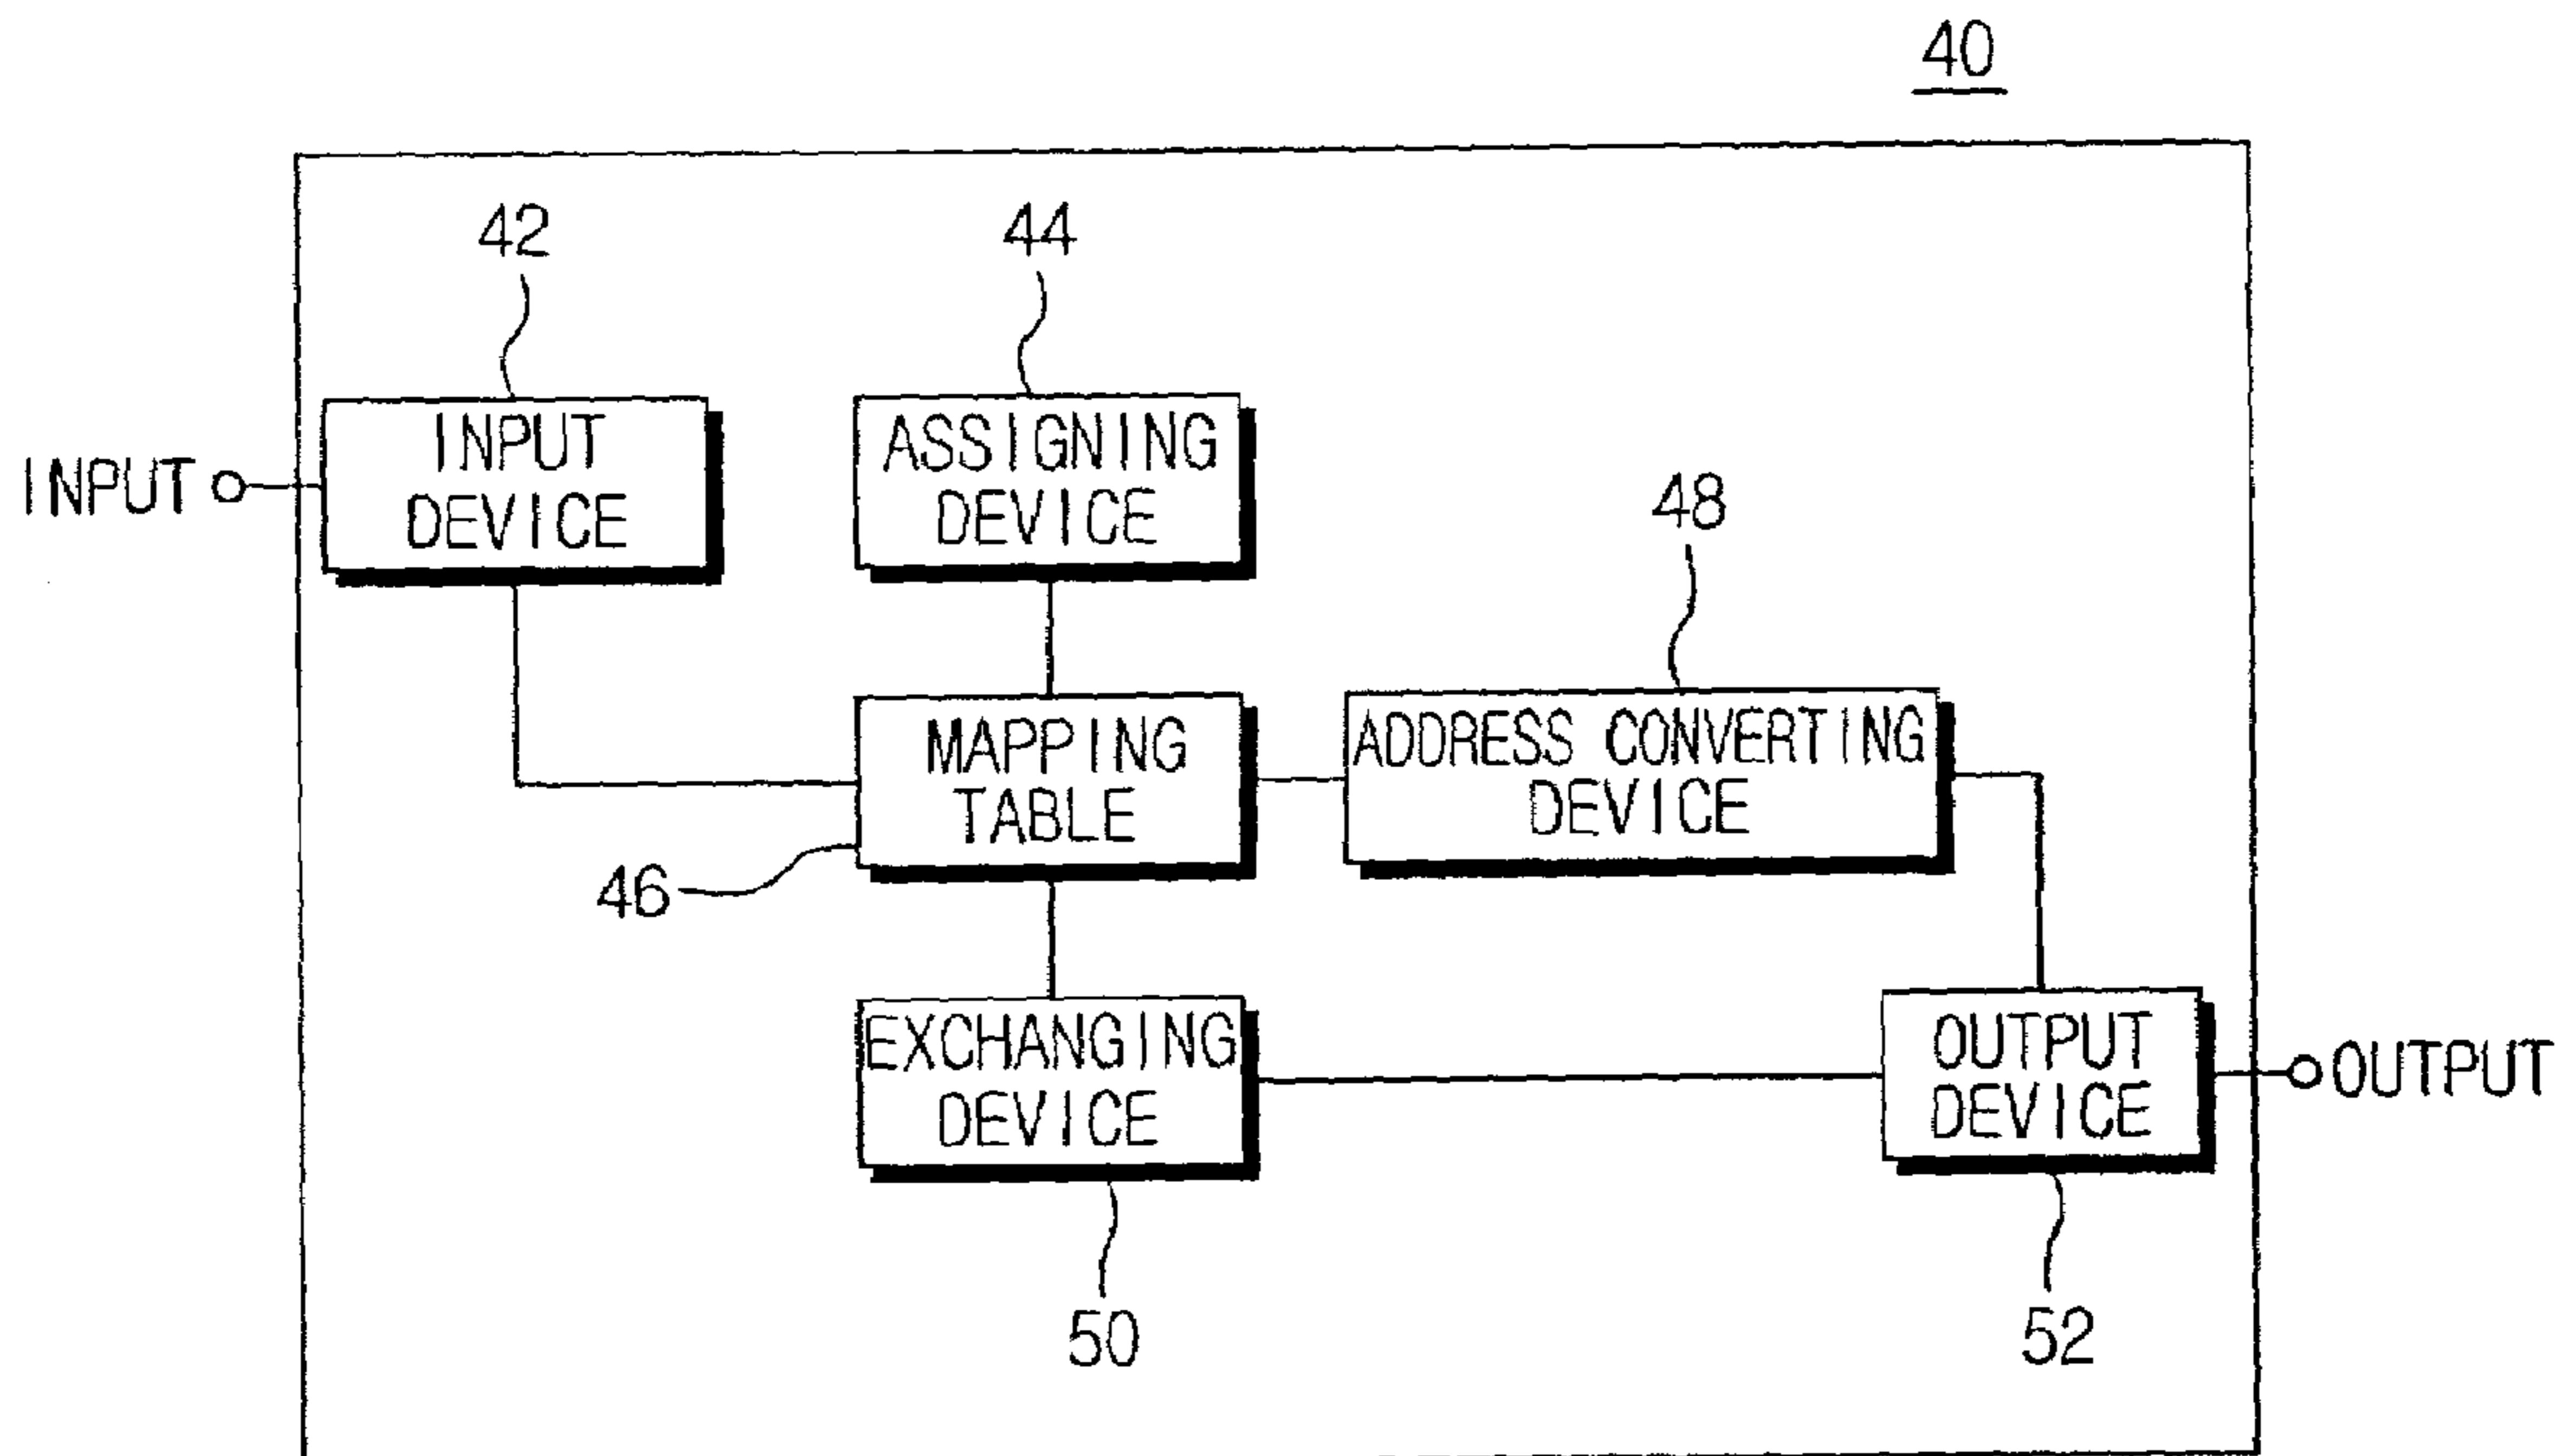 40
42
44
INPUT
INPUT
DEVICE
ASSIGNING
DEVICE
48
MAPPING
TABLE
ADDRESS CONVERTING
DEVICE
46
EXCHANGING
DEVICE
OUTPUT
DEVICE
OUTPUT
50
52